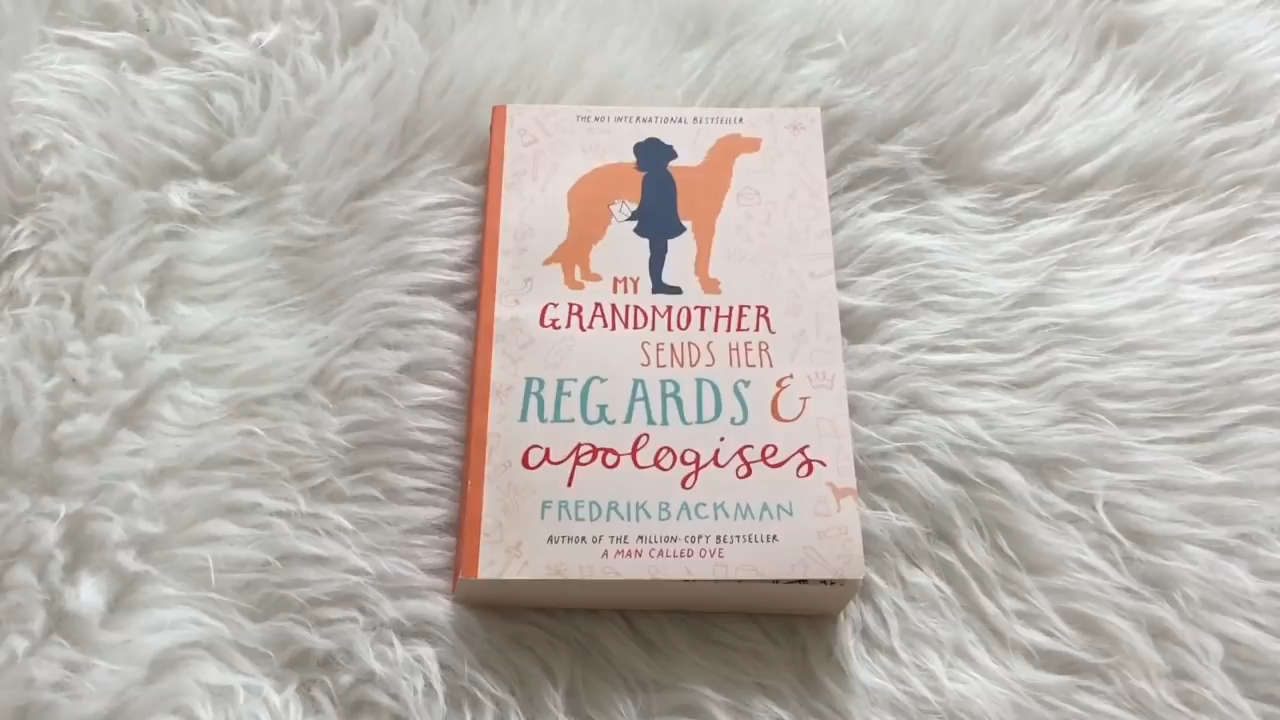 THE NO1 INTERNATIONAL BESTSELLER
MY
GRANDMOTHER
SENDS HER
REGARDS &
apologises
FREDRIK BACKMAN
AUTHOR OF THE MILLION-COPY BESTSELLER
A MAN CALLED OVE